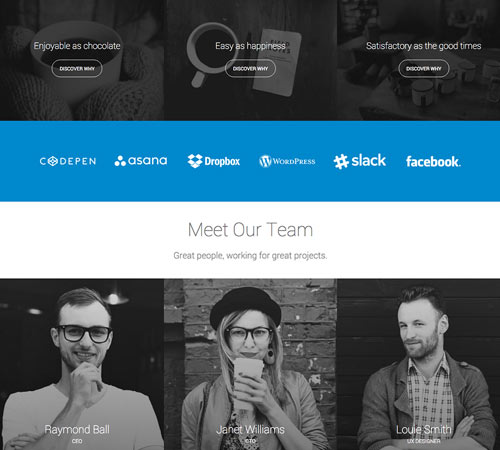 Enjoyable as chocolate
Easy as happiness
Satisfactory as the good times
DISCOVER WHY
DISCOVER WHY
DISCOVER WHY
CODEPEN
asana
Dropbox
WORDPRESS
slack
facebook.
Meet Our Team
Great people, working for great projects.
Raymond Ball
Janet Williams
Louie Smith
CEO
CTO
UX DESIGNER